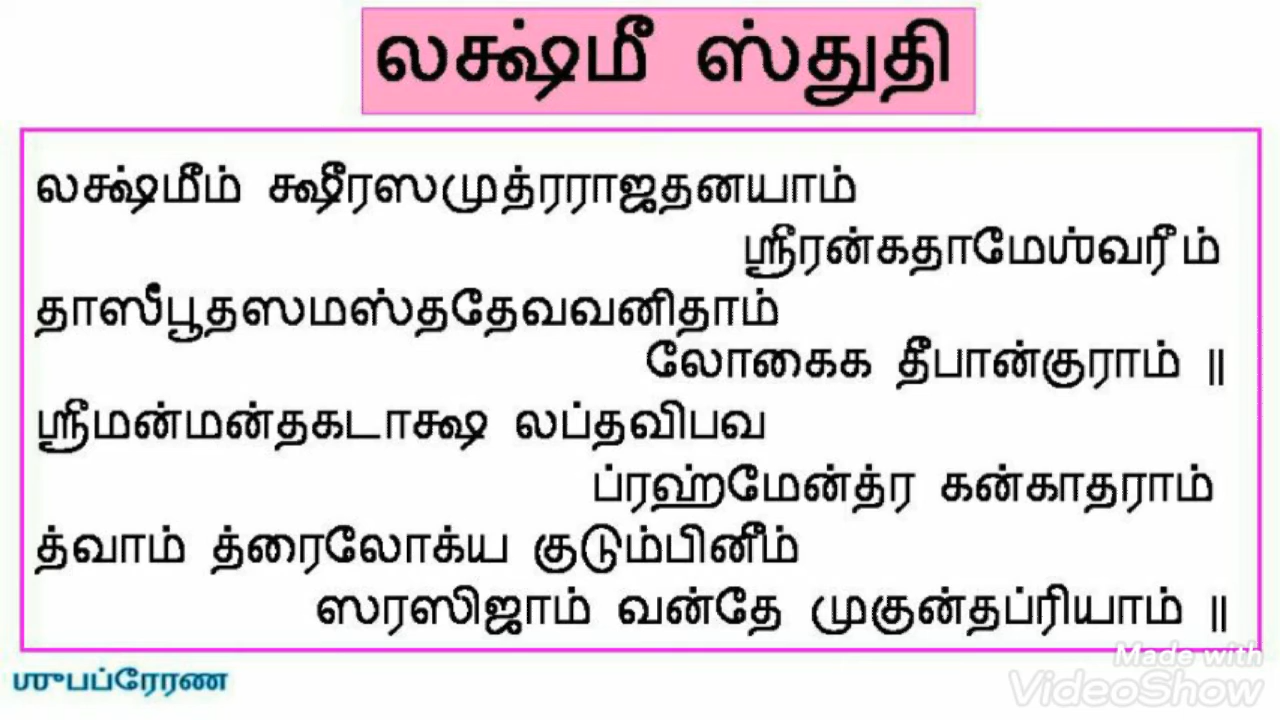 லக்ஷ்மீ ஸ்துதி
லக்ஷ்மீம் க்ஷீரஸமுத்ரராஜதனயாம்
ஸ்ரீரன்கதாமேஶ்வரீம்
தாஸீபூதஸமஸ்ததேவவனிதாம்
லோகைக தீபான்குராம் ॥
ஸ்ரீமன்மன்தகடாக்ஷ லப்தவிபவ
ப்ரஹ்மேன்த்ர கன்காதராம்
த்வாம் த்ரைலோக்ய குடும்பினீம்
ஸரஸிஜாம் வன்தே முகுன்தப்ரியாம் ॥
ஶுபப்ரேரண
Made with
VideoShow